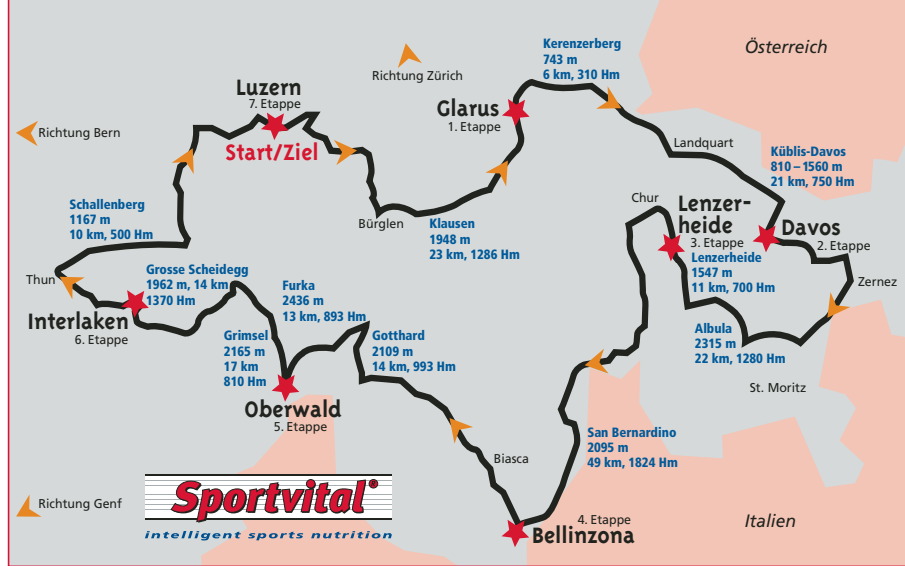 Kerenzerberg
743 m
6 km, 310 Hm
Österreich
Richtung Zürich
Luzern
7. Etappe
Start/Ziel
Glarus
1. Etappe
Richtung Bern
Landquart
Küblis-Davos
810–1560 m
21 km, 750 Hm
Schallenberg
1167 m
10 km, 500 Hm
Bürglen
Klausen
1948 m
23 km, 1286 Hm
Chur
Lenzer-
heide
3. Etappe
Lenzerheide
1547 m
11 km, 700 Hm
Davos
2. Etappe
Zernez
Thun
Grosse Scheidegg
1962 m, 14 km
1370 Hm
Furka
2436 m
13 km, 893 Hm
Interlaken
6. Etappe
Grimsel
2165 m
17 km
810 Hm
Gotthard
2109 m
14 km, 993 Hm
Albula
2315 m
22 km, 1280 Hm
St. Moritz
Oberwald
5. Etappe
San Bernardino
2095 m
49 km, 1824 Hm
Biasca
Richtung Genf
Sportvital®
intelligent sports nutrition
4. Etappe
Bellinzona
Italien